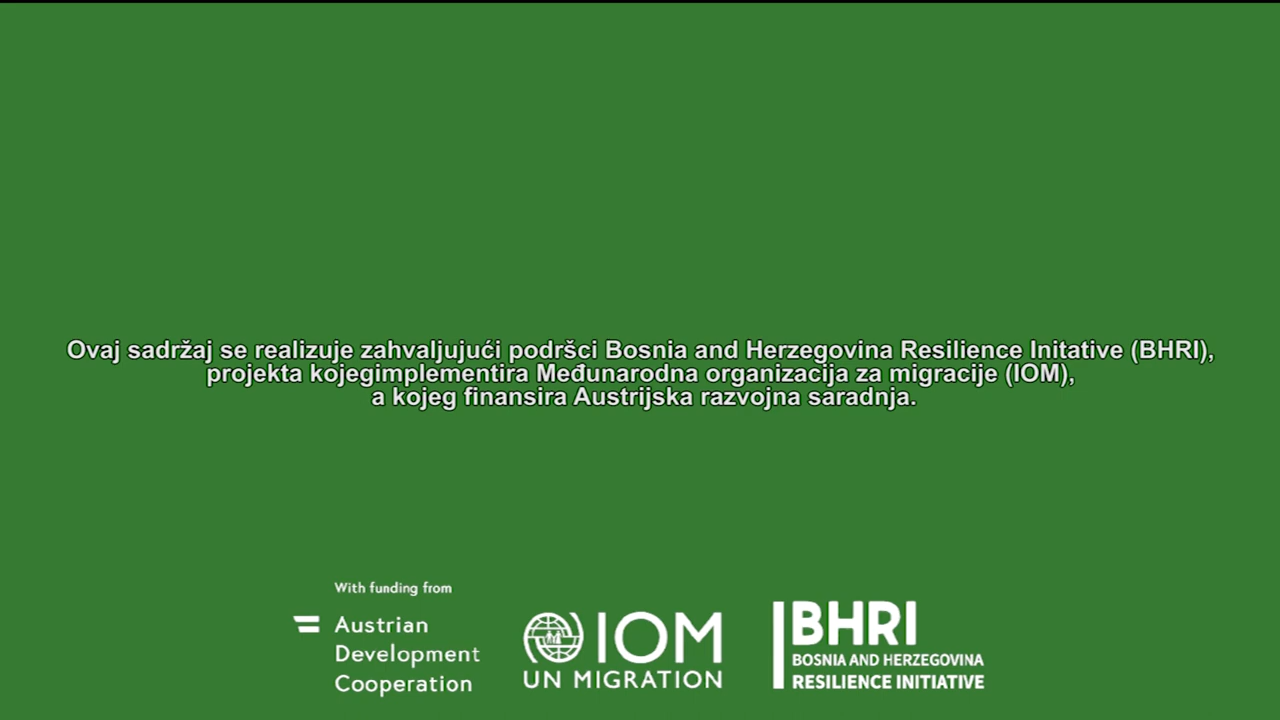 Ovaj sadržaj se realizuje zahvaljujući podršci Bosnia and Herzegovina Resilience Initative (BHRI),
projekta kojegimplementira Međunarodna organizacija za migracije (IOM),
a kojeg finansira Austrijska razvojna saradnja.
With funding from
Austrian
Development
Cooperation
IOM
UN MIGRATION
BHRI
BOSNIA AND HERZEGOVINA
RESILIENCE INITIATIVE